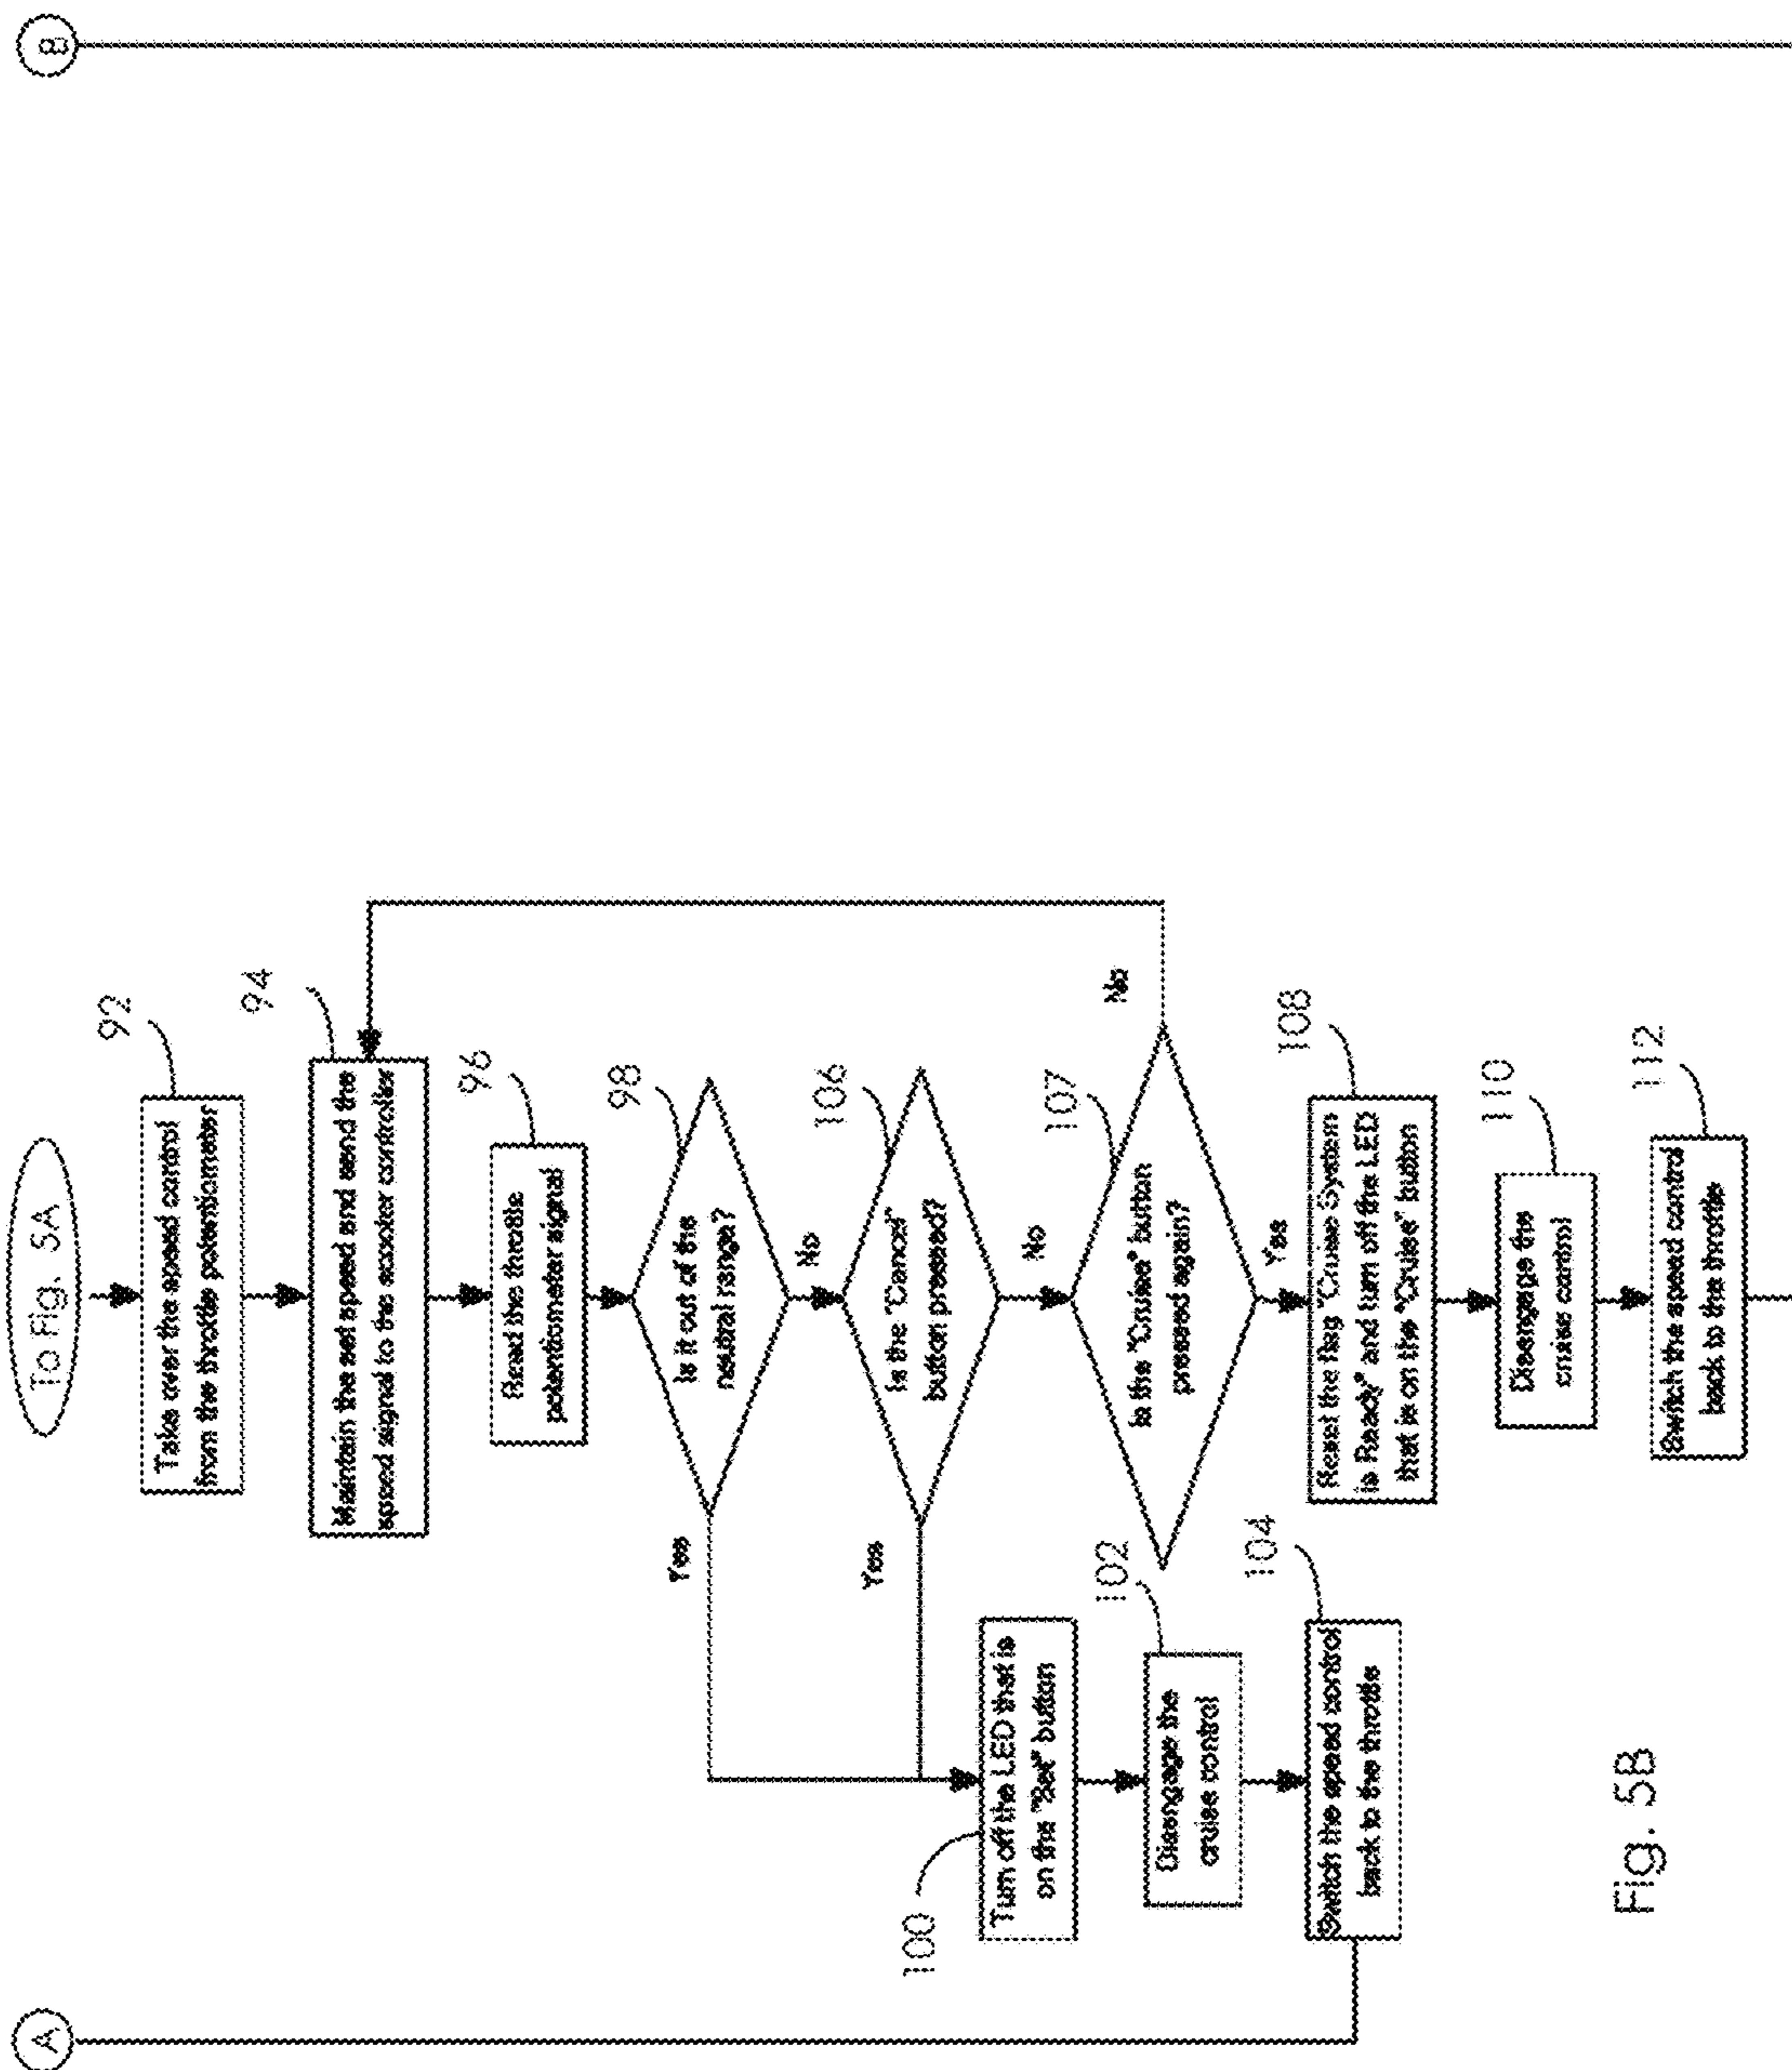 A
To Fig. 5A
B
Take over the speed control
from the throttle potentiometer
92
Maintain the set speed and send the
speed signal to the scooter controller
94
Read the throttle
potentiometer signal
96
Is it out of the
neutral range?
98
Yes
No
Is the "Cancel"
button pressed?
106
Yes
No
Is the "Cruise" button
pressed again?
107
No
Yes
100
Turn off the LED that is
on the "Set" button
102
Disengage the
cruise control
104
Switch the speed control
back to the throttle
108
Reset the flag "Cruise System
is Ready" and turn off the LED
that is on the "Cruise" button
110
Disengage the
cruise control
112
Switch the speed control
back to the throttle
Fig. 5B